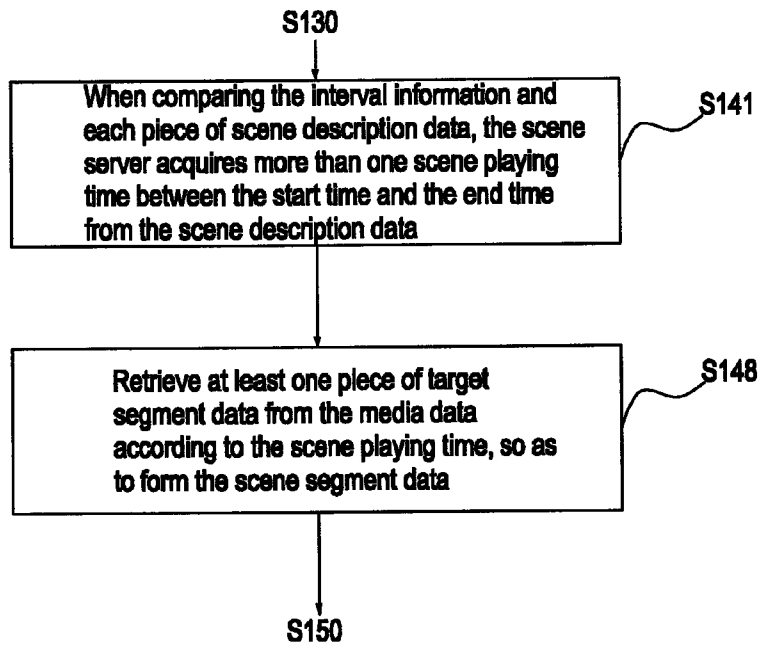 S130
When comparing the interval information and
each piece of scene description data, the scene
server acquires more than one scene playing
time between the start time and the end time
from the scene description data
S141
Retrieve at least one piece of target
segment data from the media data
according to the scene playing time, so as
to form the scene segment data
S148
S150